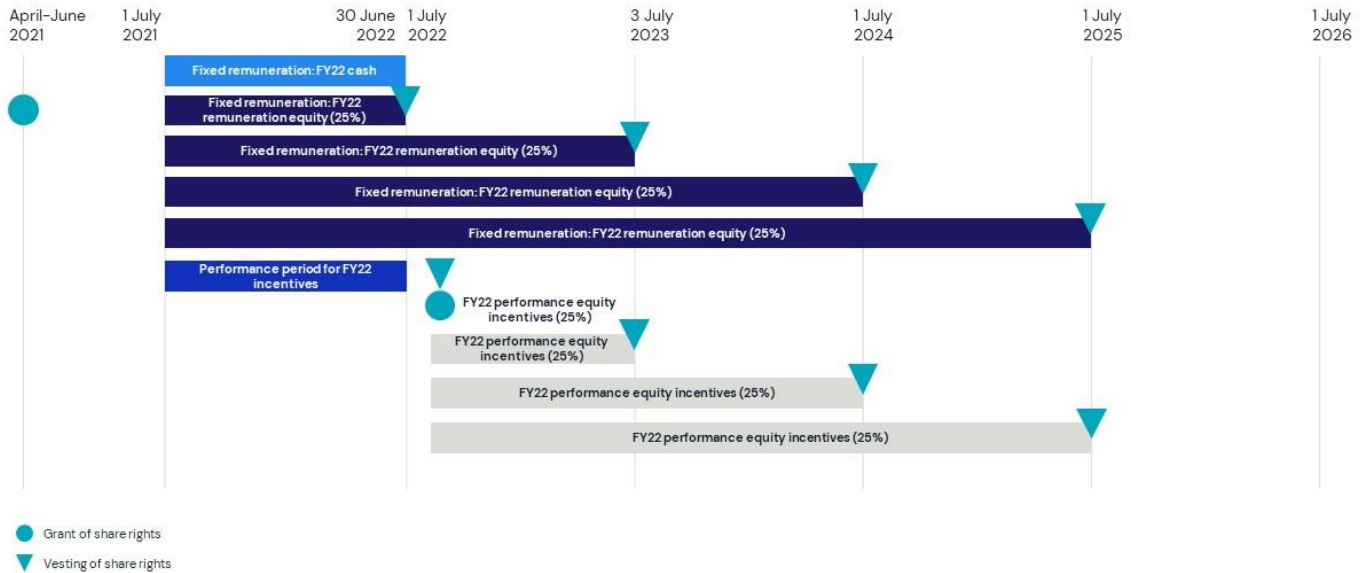 April-June 1 July 30 June 1 July 3 July 1 July 1 July 1 July
2021 2021 2022 2022 2023 2024 2025 2026
Fixed remuneration: FY22 cash
Fixed remuneration: FY22
remuneration equity (25%)
Fixed remuneration: FY22 remuneration equity (25%)
Fixed remuneration: FY22 remuneration equity (25%)
Fixed remuneration: FY22 remuneration equity (25%)
Performance period for FY22
incentives
FY22 performance equity
incentives (25%)
FY22 performance equity
incentives (25%)
FY22 performance equity incentives (25%)
FY22 performance equity incentives (25%)
Grant of share rights
Vesting of share rights